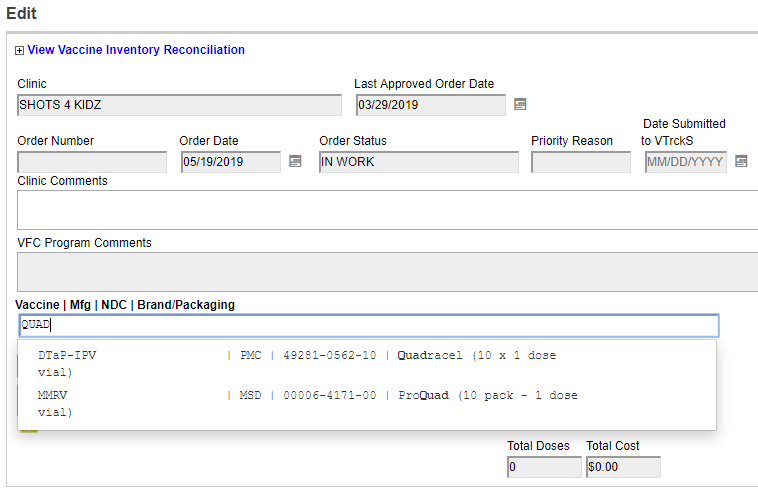 Edit
View Vaccine Inventory Reconciliation
Clinic Last Approved Order Date
SHOTS 4 KIDZ 03/29/2019
Date Submitted
Order Number Order Date Order Status Priority Reason to VTrckS
05/19/2019 IN WORK MM/DD/YYYY
Clinic Comments
VFC Program Comments
Vaccine | Mfg | NDC | Brand/Packaging
QUAD
DTaP-IPV | PMC | 49281-0562-10 | Quadracel (10 x 1 dose
vial)
MMRV | MSD | 00006-4171-00 | ProQuad (10 pack - 1 dose
vial)
Total Doses Total Cost
0 $0.00